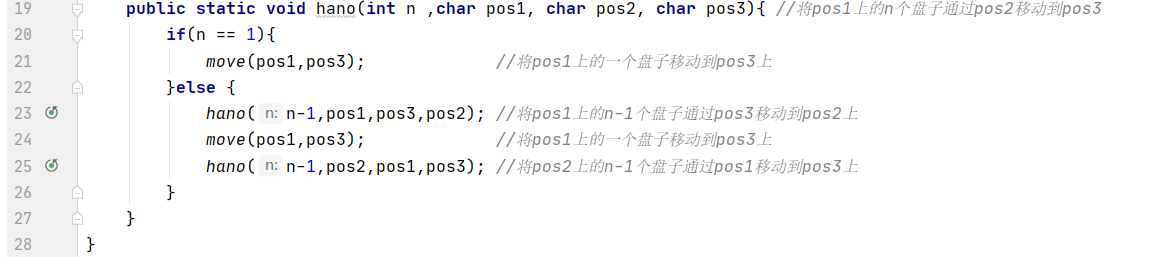 19 public static void hano(int n ,char pos1, char pos2, char pos3){ //将pos1上的n个盘子通过pos2移动到pos3
20 if(n == 1){
21 move(pos1,pos3); //将pos1上的一个盘子移动到pos3上
22 }else {
23 hano( n: n-1,pos1,pos3,pos2); //将pos1上的n-1个盘子通过pos3移动到pos2上
24 move(pos1,pos3); //将pos1上的一个盘子移动到pos3上
25 hano( n: n-1,pos2,pos1,pos3); //将pos2上的n-1个盘子通过pos1移动到pos3上
26 }
27 }
28 }